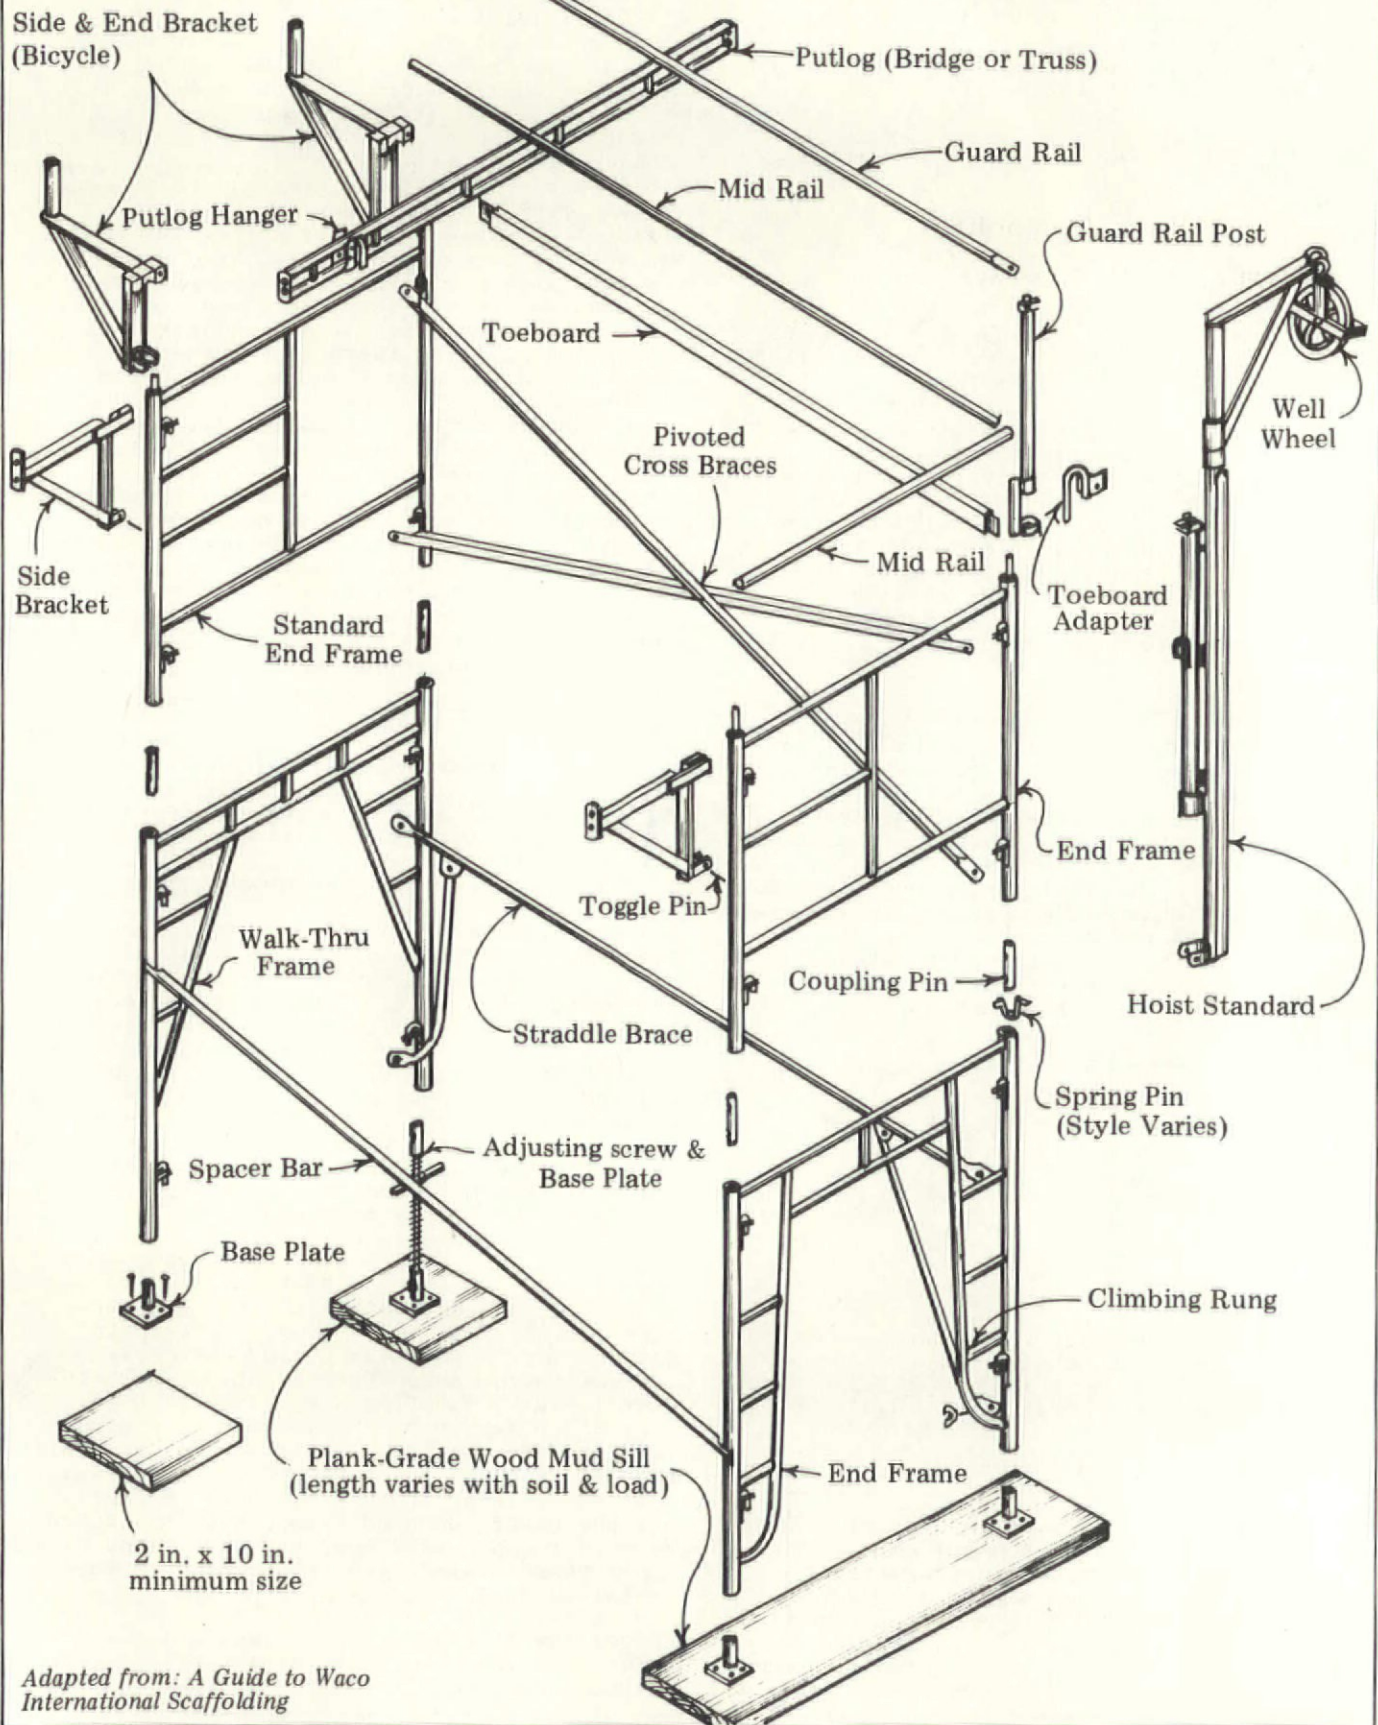 Side & End Bracket
(Bicycle)
Putlog (Bridge or Truss)
Guard Rail
Mid Rail
Putlog Hanger
Guard Rail Post
Toeboard
Well
Wheel
Pivoted
Cross Braces
Mid Rail
Side
Bracket
Toeboard
Adapter
Standard
End Frame
End Frame
Toggle Pin
Walk-Thru
Frame
Coupling Pin
Hoist Standard
Straddle Brace
Spring Pin
(Style Varies)
Adjusting screw &
Base Plate
Spacer Bar
Base Plate
Climbing Rung
Plank-Grade Wood Mud Sill
(length varies with soil & load)
End Frame
2 in. x 10 in.
minimum size
Adapted from: A Guide to Waco
International Scaffolding